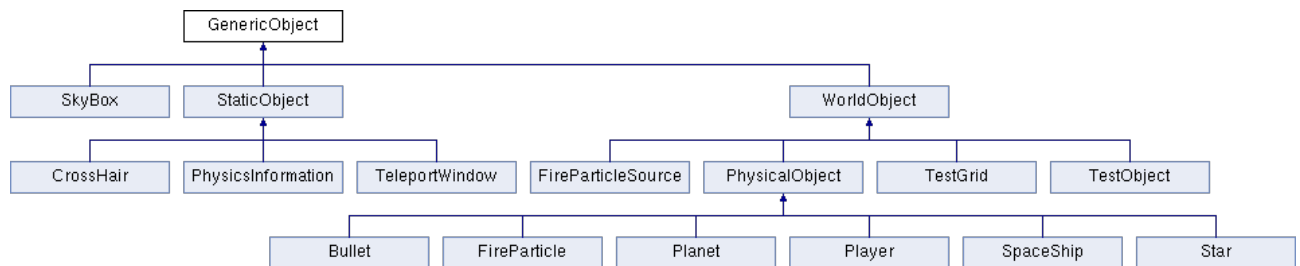 GenericObject
SkyBox StaticObject WorldObject
CrossHair PhysicsInformation TeleportWindow FireParticleSource PhysicalObject TestGrid TestObject
Bullet FireParticle Planet Player SpaceShip Star